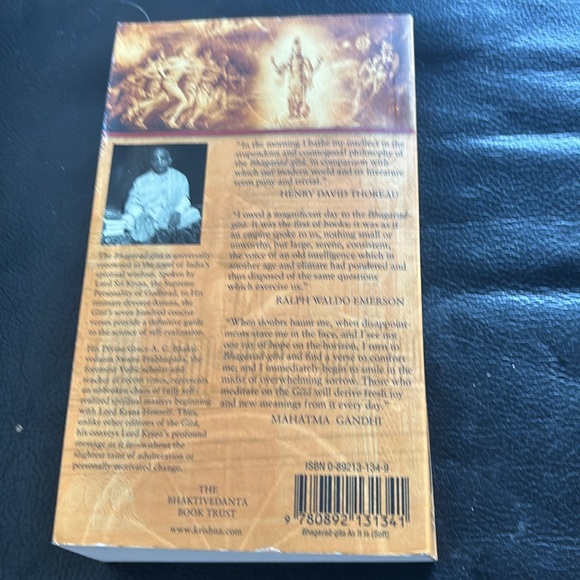 "In the morning I bathe my intellect in the
stupendous and cosmogonal philosophy of
the Bhagavad-gītā, in comparison with
which our modern world and its literature
seem puny and trivial."
HENRY DAVID THOREAU
"I owed a magnificent day to the Bhagavad-
gītā. It was the first of books; it was as if
an empire spoke to us, nothing small or
unworthy, but large, serene, consistent,
the voice of an old intelligence which in
another age and climate had pondered and
thus disposed of the same questions
which exercise us."
RALPH WALDO EMERSON
"When doubts haunt me, when disappoint-
ments stare me in the face, and I see not
one ray of hope on the horizon, I turn to
Bhagavad-gītā and find a verse to comfort
me; and I immediately begin to smile in the
midst of overwhelming sorrow. Those who
meditate on the Gītā will derive fresh joy
and new meanings from it every day."
MAHATMA GANDHI
The Bhagavad-gītā is universally
renowned as the jewel of India's
spiritual wisdom. Spoken by
Lord Śrī Kṛṣṇa, the Supreme
Personality of Godhead, to His
intimate devotee Arjuna, the
Gītā's seven hundred concise
verses provide a definitive guide
to the science of self-realization.
His Divine Grace A. C. Bhakti-
vedanta Swami Prabhupāda, the
foremost Vedic scholar and
teacher of recent times, represents
an unbroken chain of fully self-
realized spiritual masters beginning
with Lord Kṛṣṇa Himself. Thus,
unlike other editions of the Gītā,
his conveys Lord Kṛṣṇa's profound
message as it is—without the
slightest taint of adulteration or
personally motivated change.
THE
BHAKTIVEDANTA
BOOK TRUST
www.krishna.com
ISBN 0-89213-134-9
9 780892 131341
Bhagavad-gita As It Is (Soft)